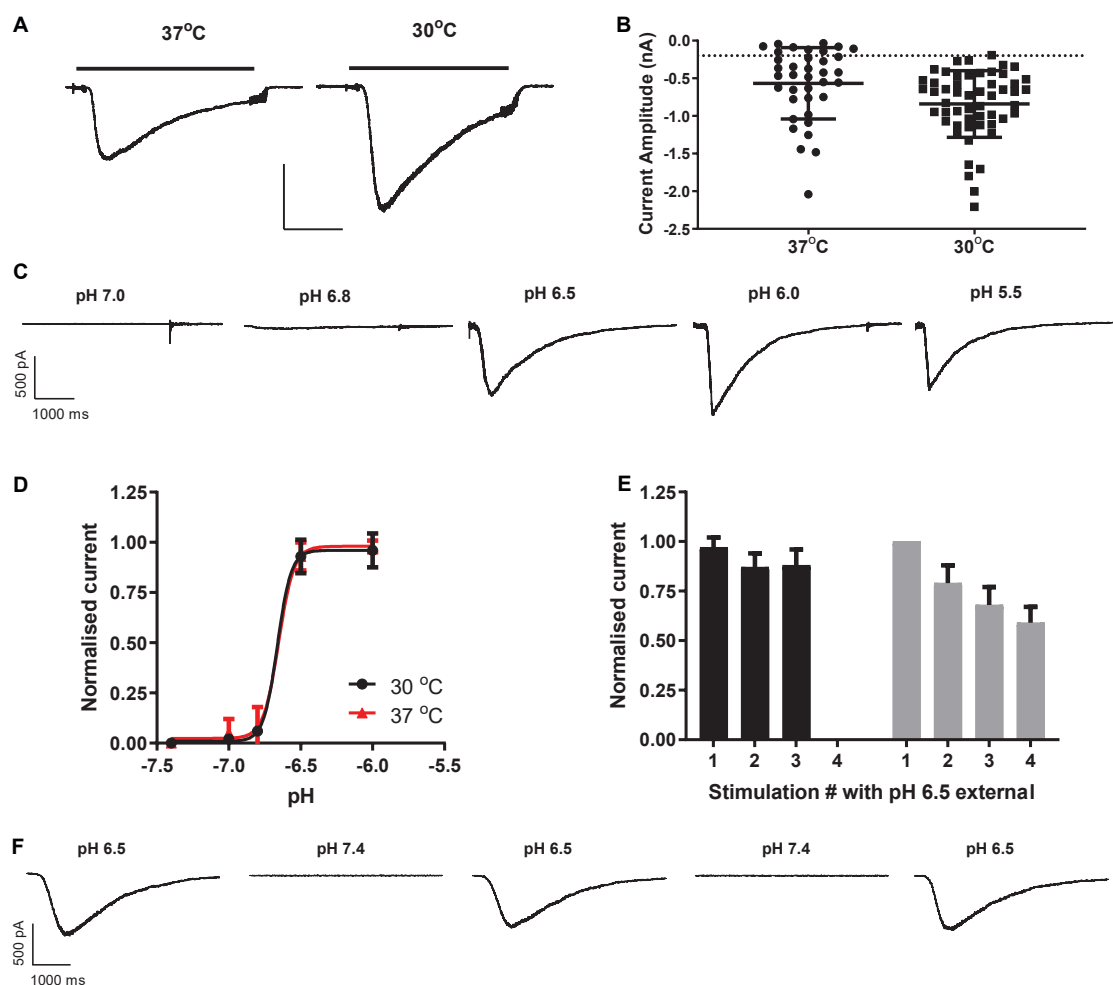 A
37°C
30°C
B
Current Amplitude (nA)
0.0
-0.5
-1.0
-1.5
-2.0
-2.5
37°C
30°C
C
pH 7.0
pH 6.8
pH 6.5
pH 6.0
pH 5.5
500 pA
1000 ms
D
Normalised current
1.25
1.00
0.75
0.50
0.25
0.00
-7.5
-7.0
-6.5
-6.0
-5.5
pH
30 °C
37 °C
E
Normalised current
1.25
1.00
0.75
0.50
0.25
0.00
1 2 3 4 1 2 3 4
Stimulation # with pH 6.5 external
F
pH 6.5
pH 7.4
pH 6.5
pH 7.4
pH 6.5
500 pA
1000 ms